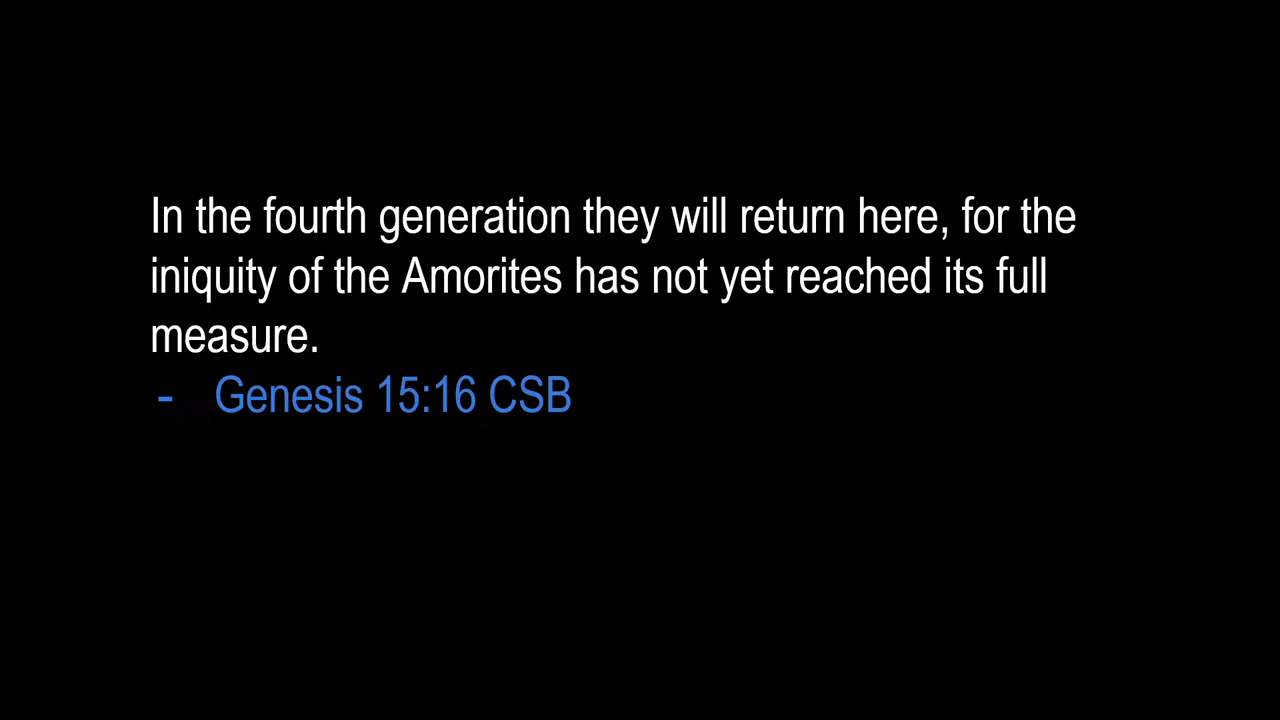 In the fourth generation they will return here, for the
iniquity of the Amorites has not yet reached its full
measure.
- Genesis 15:16 CSB